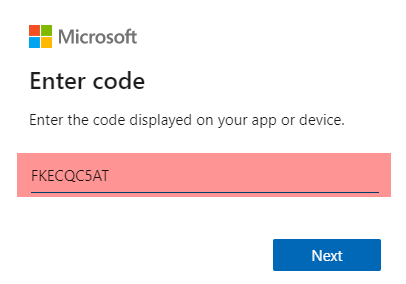 Microsoft
Enter code
Enter the code displayed on your app or device.
FKECQC5AT
Next